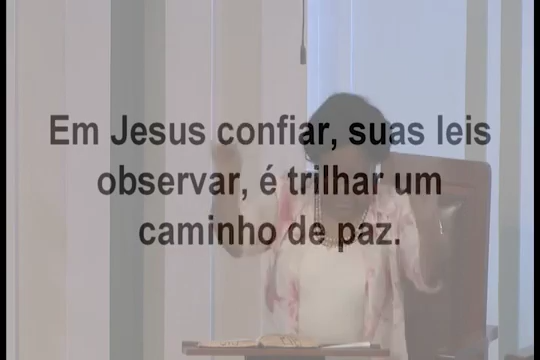 Em Jesus confiar, suas leis
observar, é trilhar um
caminho de paz.